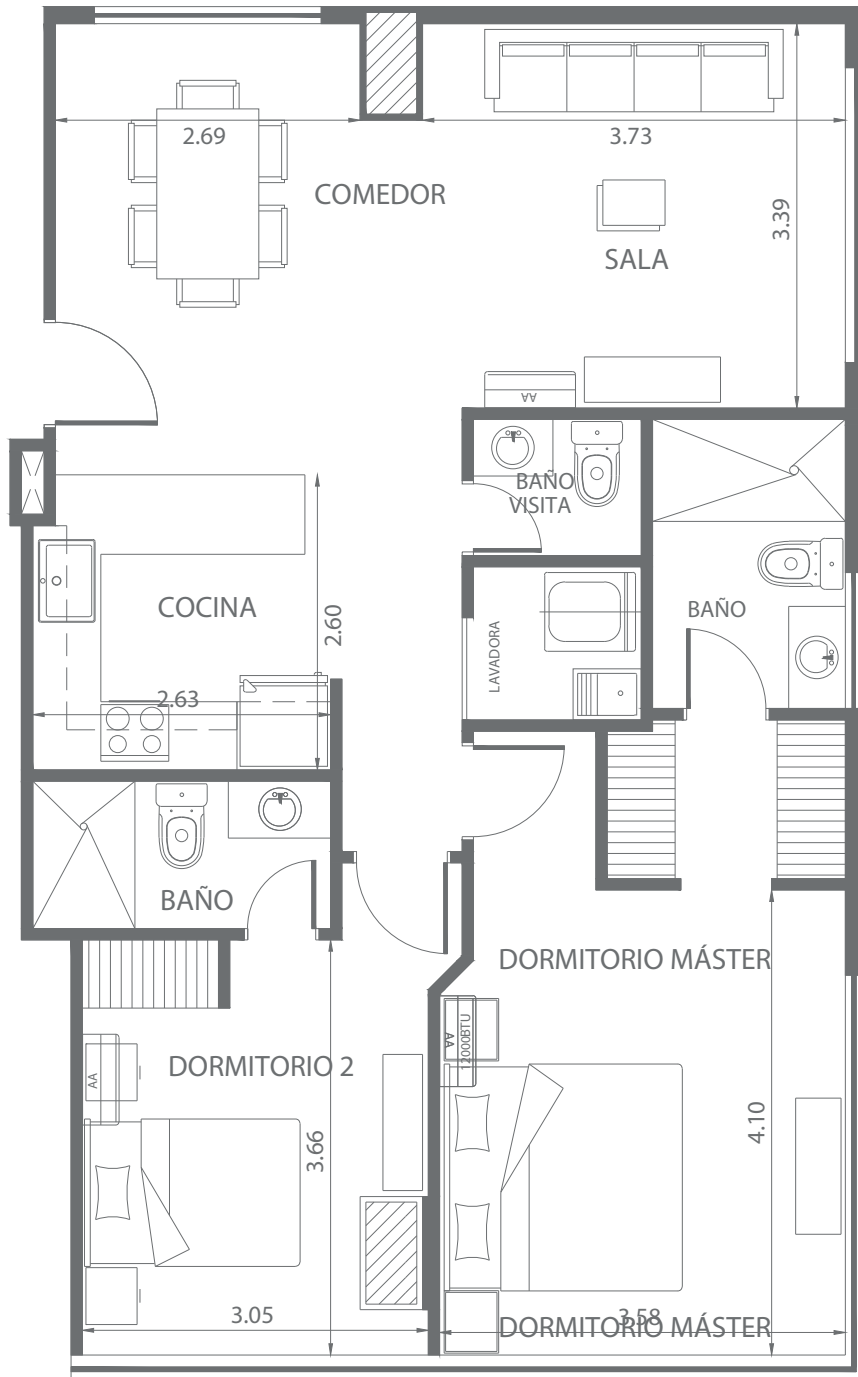 2.69
3.73
COMEDOR
3.39
SALA
AA
BAÑO
VISITA
COCINA
2.60
LAVADORA
BAÑO
2.63
BAÑO
DORMITORIO MÁSTER
AA
12000BTU
DORMITORIO 2
AA
3.66
4.10
3.05
3.58
DORMITORIO MÁSTER